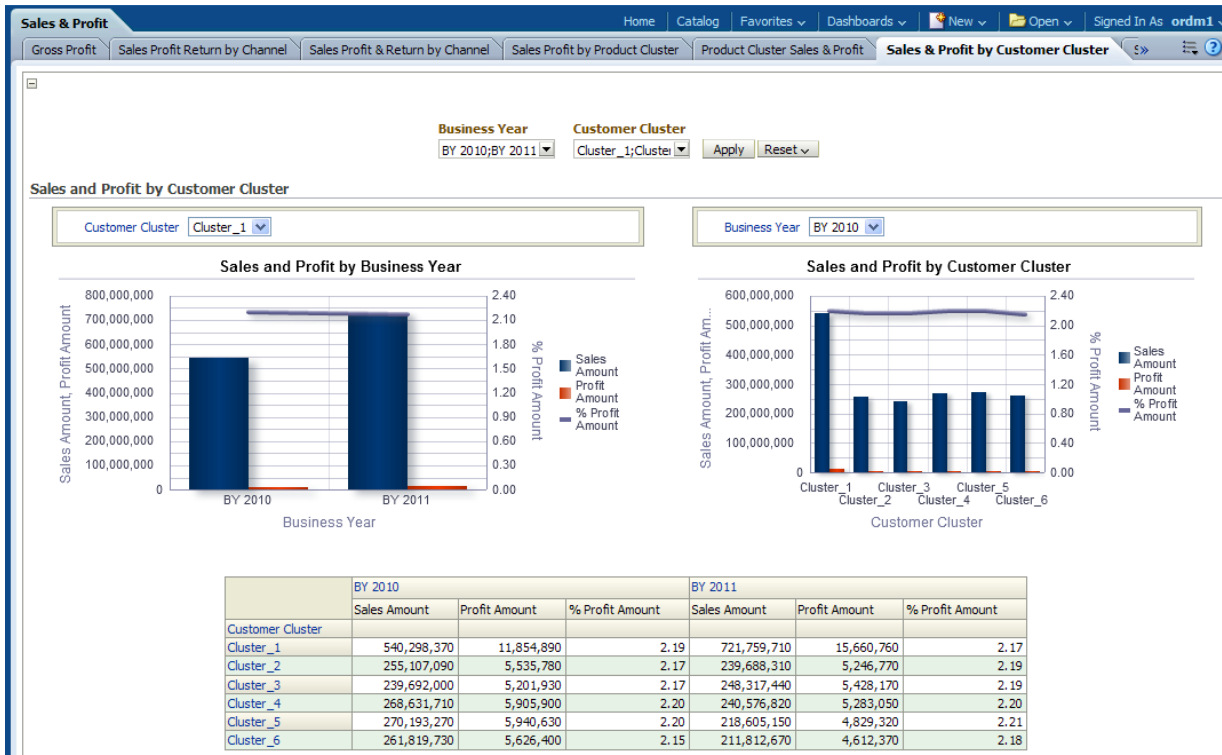 Sales & Profit
Home Catalog Favorites Dashboards New Open Signed In As ordm1
Gross Profit Sales Profit Return by Channel Sales Profit & Return by Channel Sales Profit by Product Cluster Product Cluster Sales & Profit Sales & Profit by Customer Cluster
Business Year Customer Cluster
BY 2010;BY 2011 Cluster_1;Cluster Apply Reset
Sales and Profit by Customer Cluster
Customer Cluster Cluster_1
Business Year BY 2010
Sales and Profit by Business Year
Sales Amount, Profit Amount
800,000,000
700,000,000
600,000,000
500,000,000
400,000,000
300,000,000
200,000,000
100,000,000
0
2.40
2.10
1.80
1.50
1.20
0.90
0.60
0.30
0.00
% Profit Amount
Sales
Amount
Profit
Amount
% Profit
Amount
BY 2010 BY 2011
Business Year
Sales and Profit by Customer Cluster
Sales Amount, Profit Am...
600,000,000
500,000,000
400,000,000
300,000,000
200,000,000
100,000,000
0
2.40
2.00
1.60
1.20
0.80
0.40
0.00
% Profit Amount
Sales
Amount
Profit
Amount
% Profit
Amount
Cluster_1 Cluster_3 Cluster_5
Cluster_2 Cluster_4 Cluster_6
Customer Cluster
BY 2010 BY 2011
Sales Amount Profit Amount % Profit Amount Sales Amount Profit Amount % Profit Amount
Customer Cluster
Cluster_1 540,298,370 11,854,890 2.19 721,759,710 15,660,760 2.17
Cluster_2 255,107,090 5,535,780 2.17 239,688,310 5,246,770 2.19
Cluster_3 239,692,000 5,201,930 2.17 248,317,440 5,428,170 2.19
Cluster_4 268,631,710 5,905,900 2.20 240,576,820 5,283,050 2.20
Cluster_5 270,193,270 5,940,630 2.20 218,605,150 4,829,320 2.21
Cluster_6 261,819,730 5,626,400 2.15 211,812,670 4,612,370 2.18